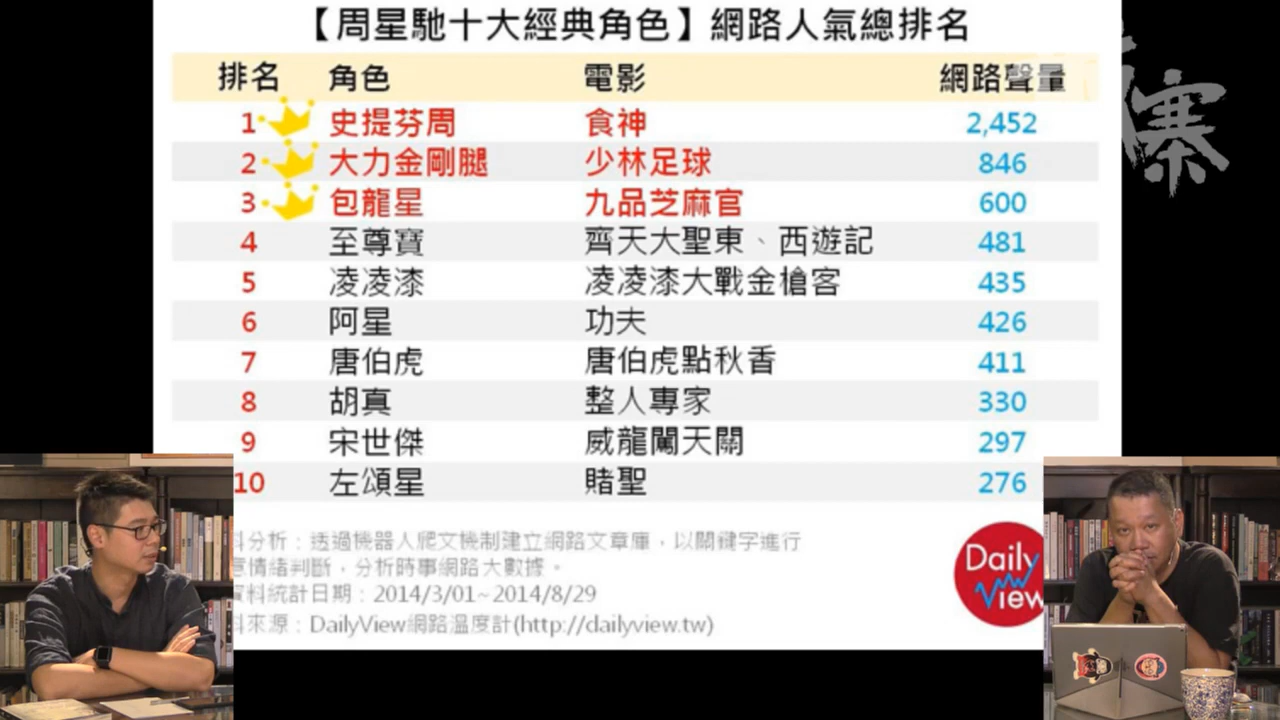 【周星馳十大經典角色】網路人氣總排名
排名 角色 電影 網路聲量
1 史提芬周 食神 2,452
2 大力金剛腿 少林足球 846
3 包龍星 九品芝麻官 600
4 至尊寶 齊天大聖東、西遊記 481
5 凌凌漆 凌凌漆大戰金槍客 435
6 阿星 功夫 426
7 唐伯虎 唐伯虎點秋香 411
8 胡真 整人專家 330
9 宋世傑 威龍闖天關 297
10 左頌星 賭聖 276
料分析：透過機器人爬文機制建立網路文章庫，以關鍵字進行
意情緒判斷，分析時事網路大數據。
資料統計日期：2014/3/01~2014/8/29
料來源：DailyView網路溫度計(http://dailyview.tw)
Daily
View
寨